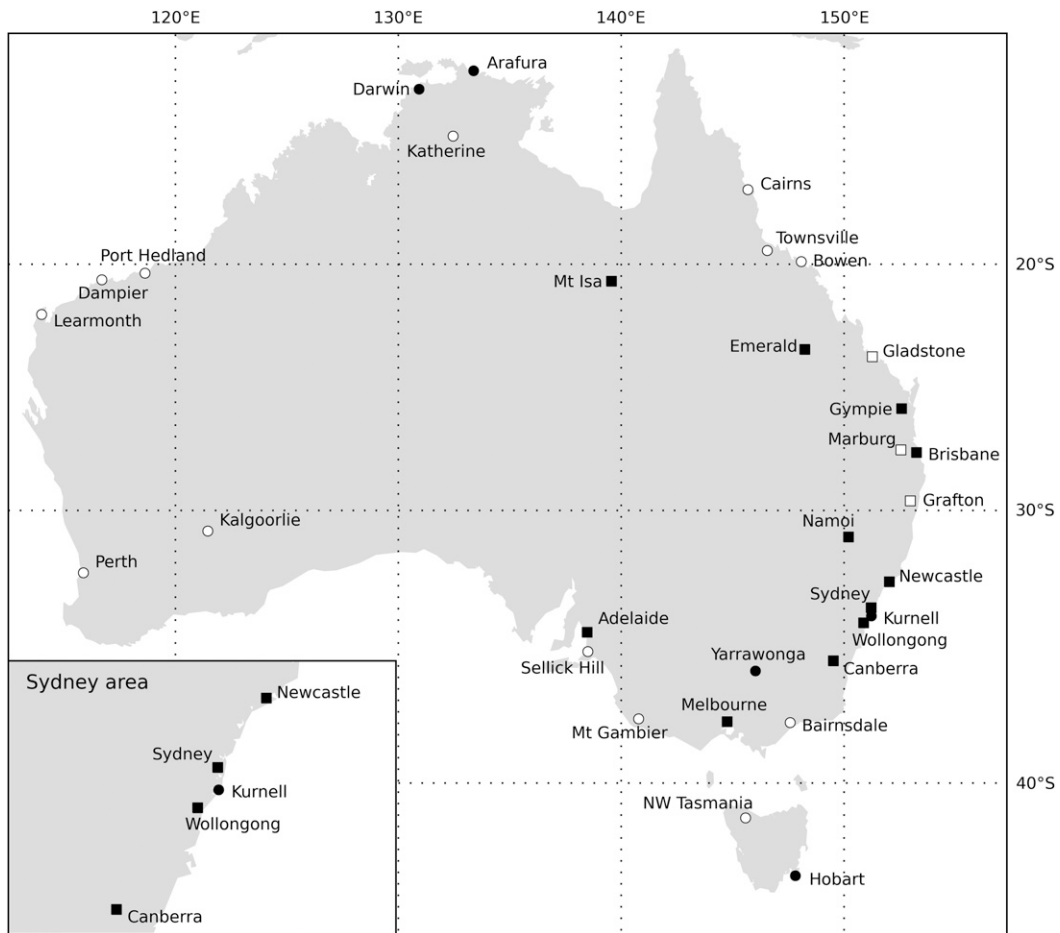 120°E
130°E
140°E
150°E
Arafura
Darwin
Katherine
Cairns
Townsville
Port Hedland
Bowen
20°S
Mt Isa
Dampier
Learmonth
Emerald
Gladstone
Gympie
Marburg
Brisbane
Grafton
30°S
Kalgoorlie
Namoi
Perth
Newcastle
Sydney
Kurnell
Adelaide
Wollongong
Yarrawonga
Sellick Hill
Canberra
Melbourne
Mt Gambier
Bairnsdale
40°S
NW Tasmania
Hobart
Sydney area
Newcastle
Sydney
Kurnell
Wollongong
Canberra